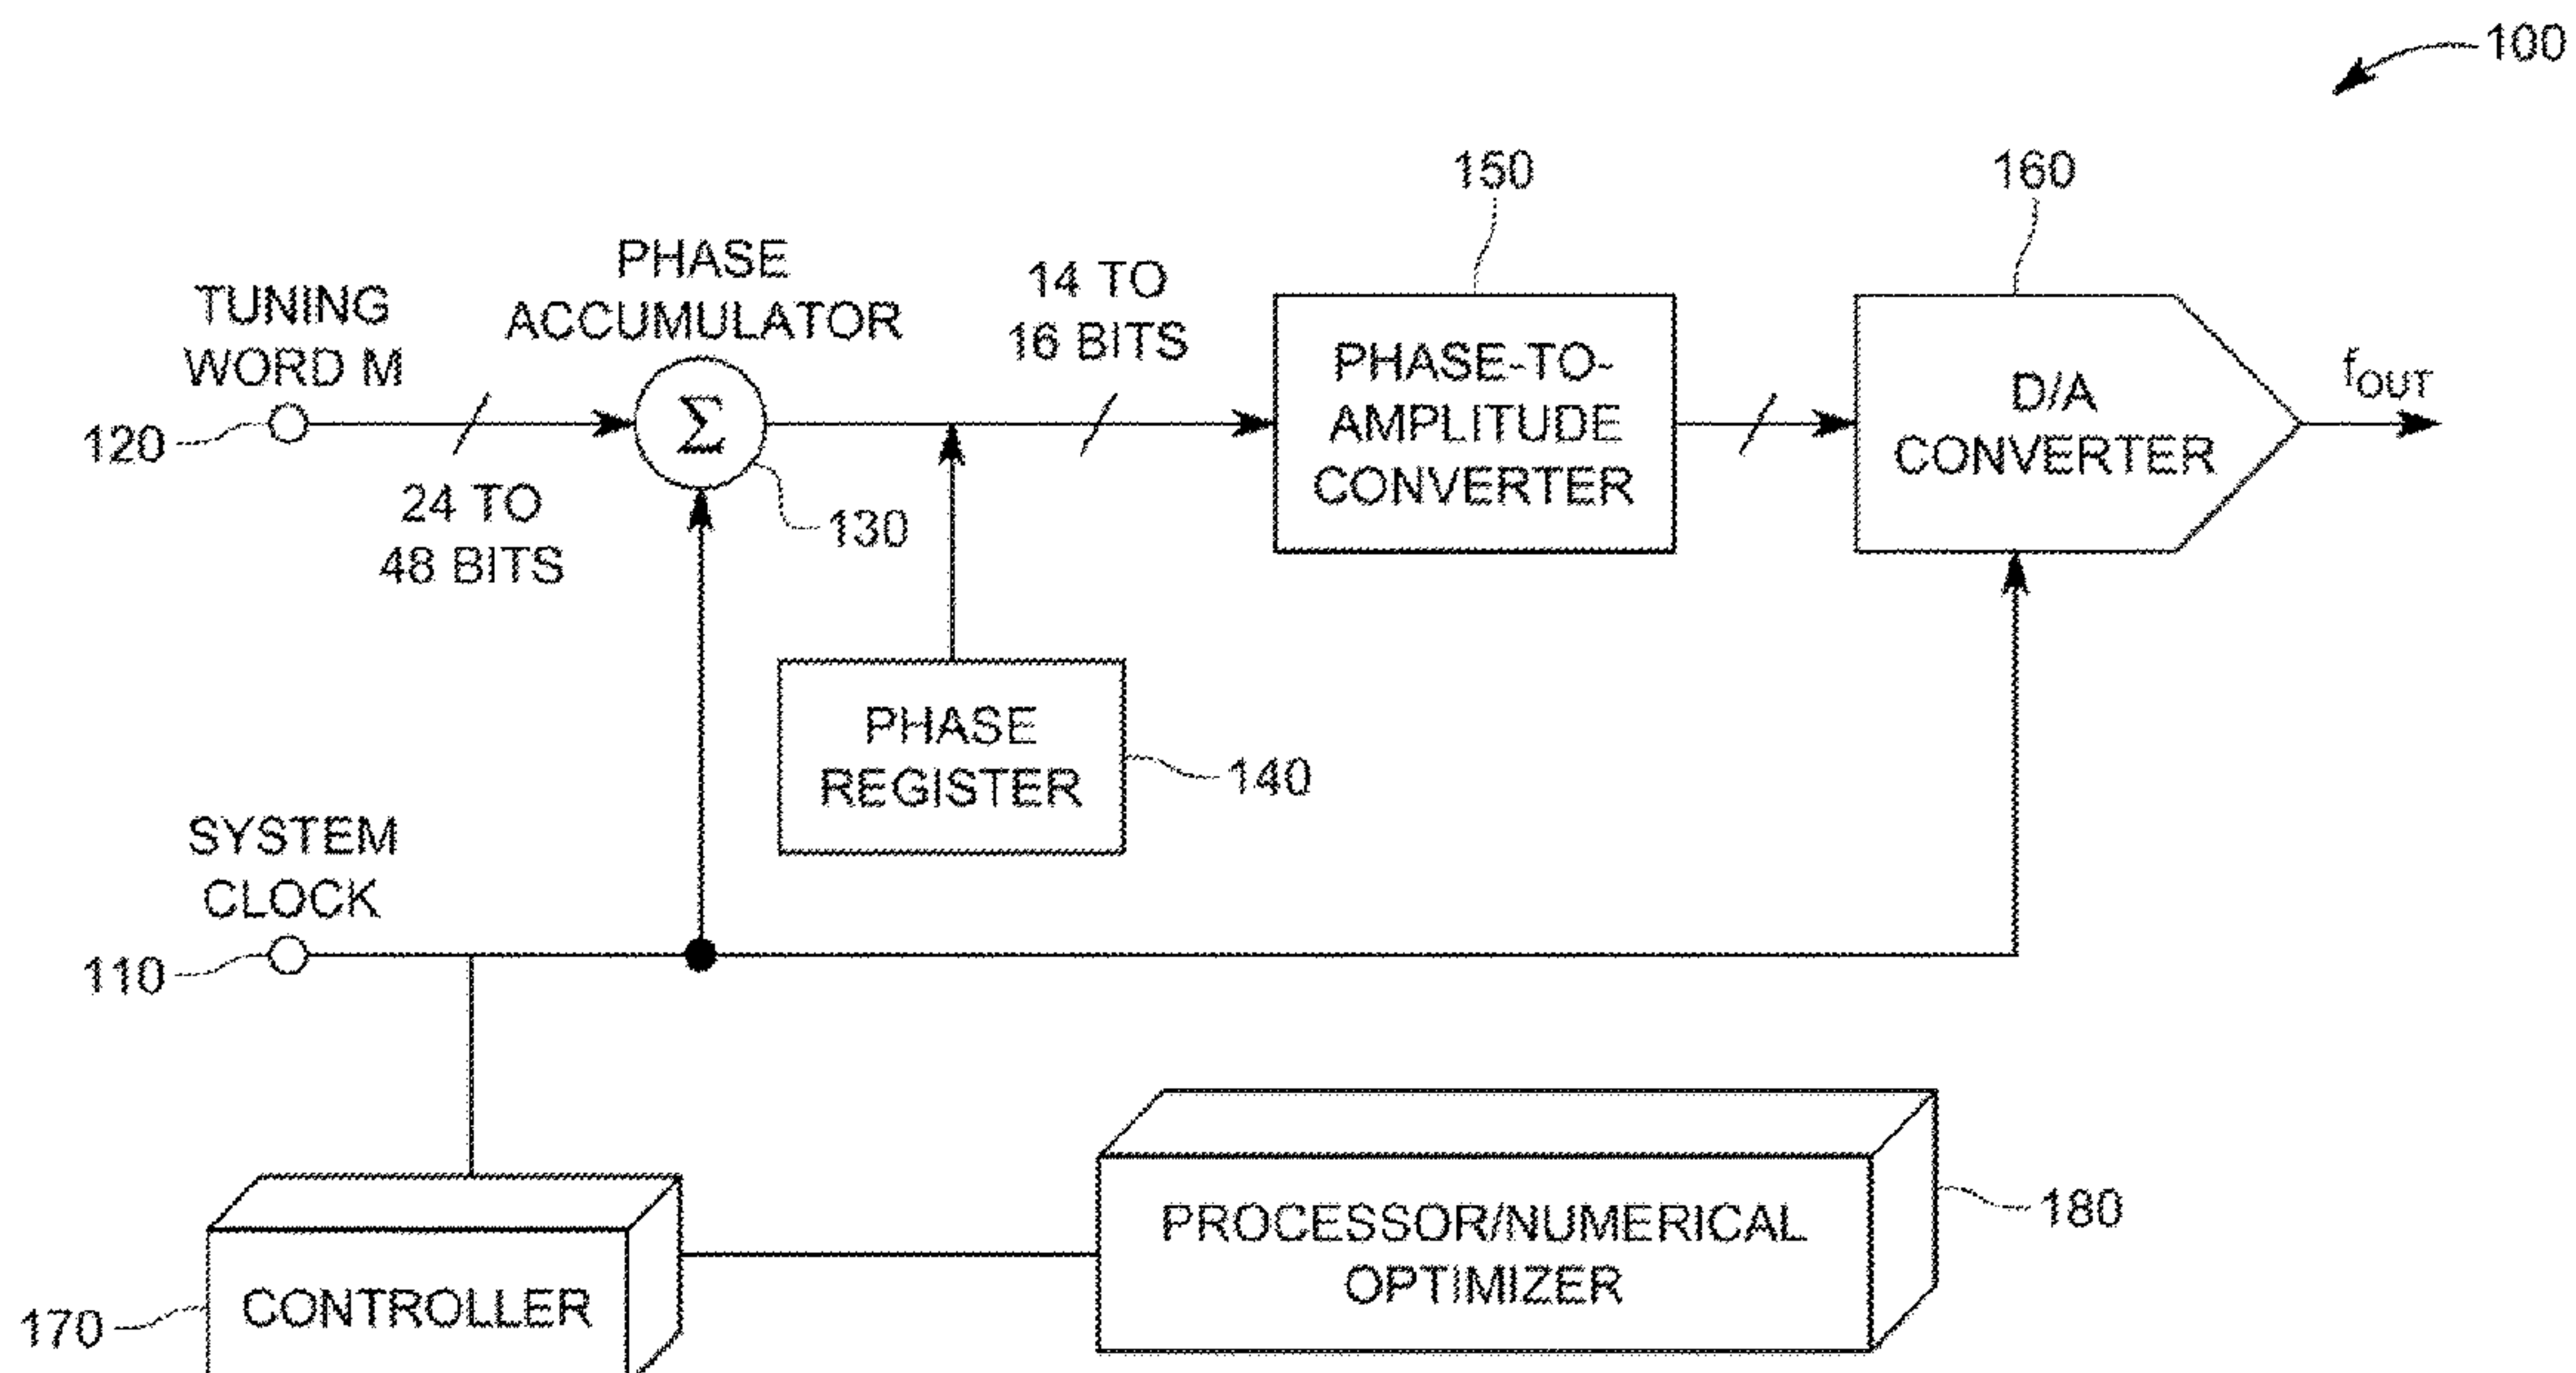 100
150
160
PHASE
ACCUMULATOR
14 TO
16 BITS
TUNING
WORD M
120
24 TO
48 BITS
Σ
130
PHASE-TO-
AMPLITUDE
CONVERTER
D/A
CONVERTER
fOUT
PHASE
REGISTER
140
SYSTEM
CLOCK
110
CONTROLLER
170
PROCESSOR/NUMERICAL
OPTIMIZER
180